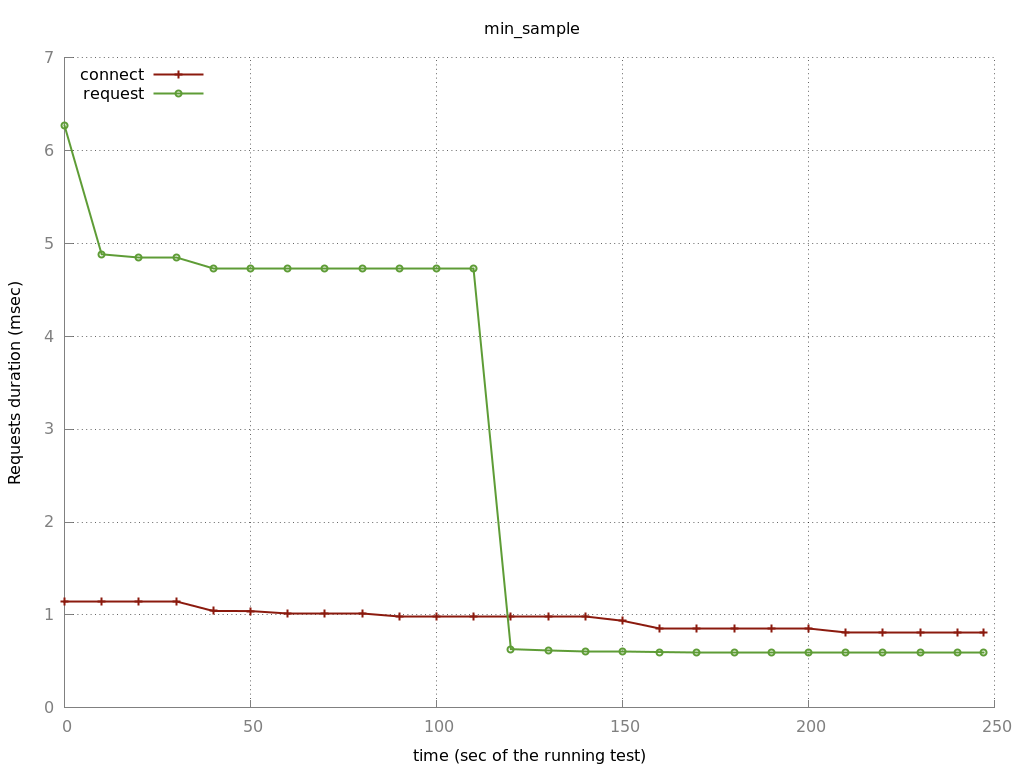 min_sample
7
connect
request
6
5
4
3
2
1
0
Requests duration (msec)
0 50 100 150 200 250
time (sec of the running test)